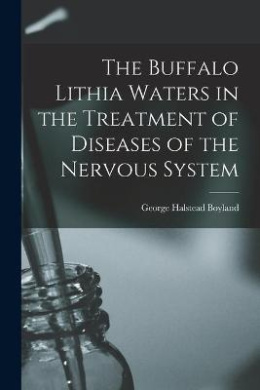 The Buffalo
Lithia Waters in
the Treatment of
Diseases of the
Nervous System
George Halstead Boyland